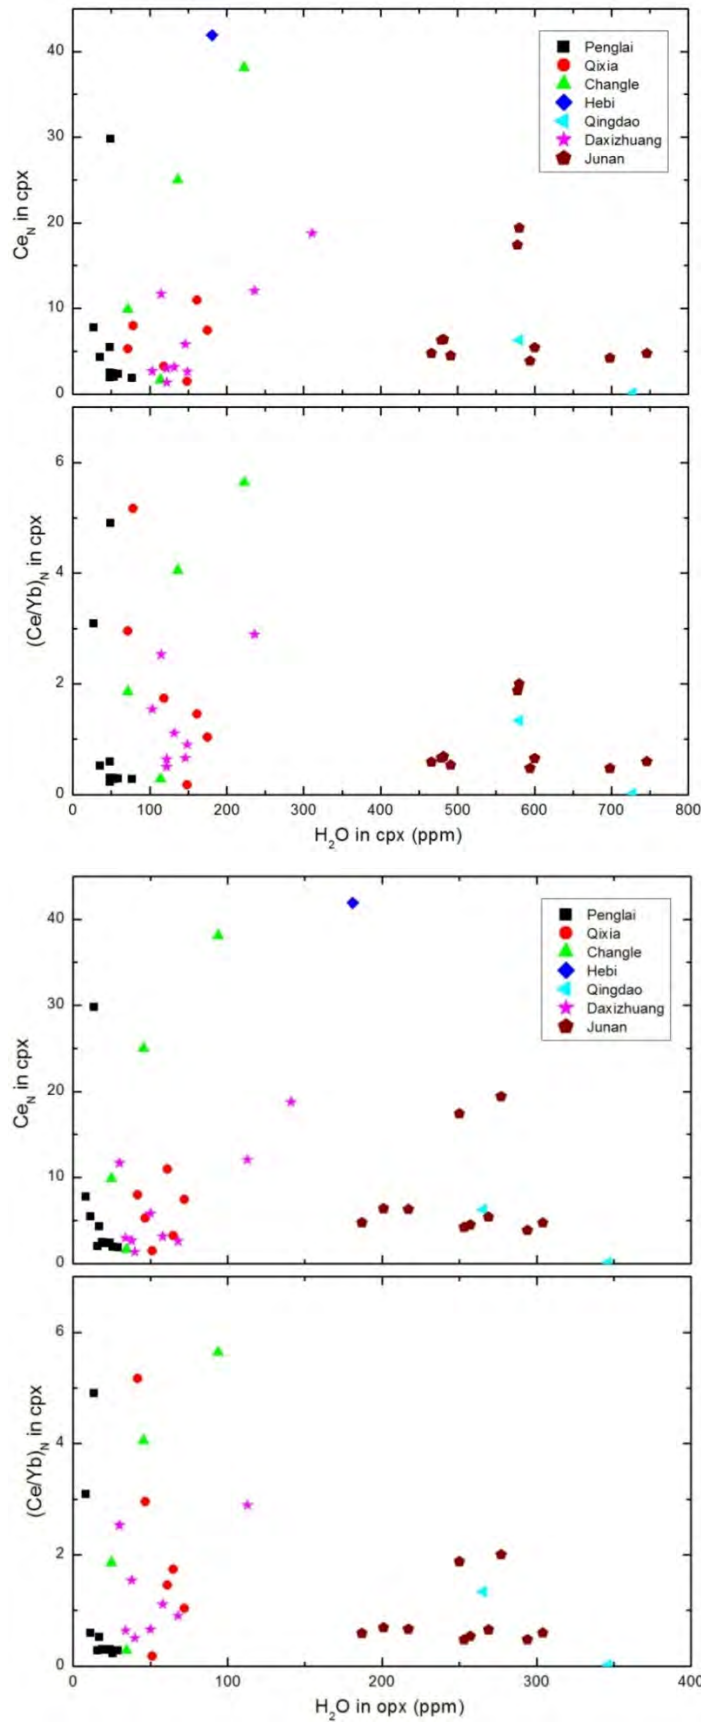 40
30
20
10
0
Ce_N in cpx
Penglai
Qixia
Changle
Hebi
Qingdao
Daxizhuang
Junan
6
4
2
0
(Ce/Yb)_N in cpx
0 100 200 300 400 500 600 700 800
H₂O in cpx (ppm)
40
30
20
10
0
Ce_N in cpx
Penglai
Qixia
Changle
Hebi
Qingdao
Daxizhuang
Junan
6
4
2
0
(Ce/Yb)_N in cpx
0 100 200 300 400
H₂O in opx (ppm)